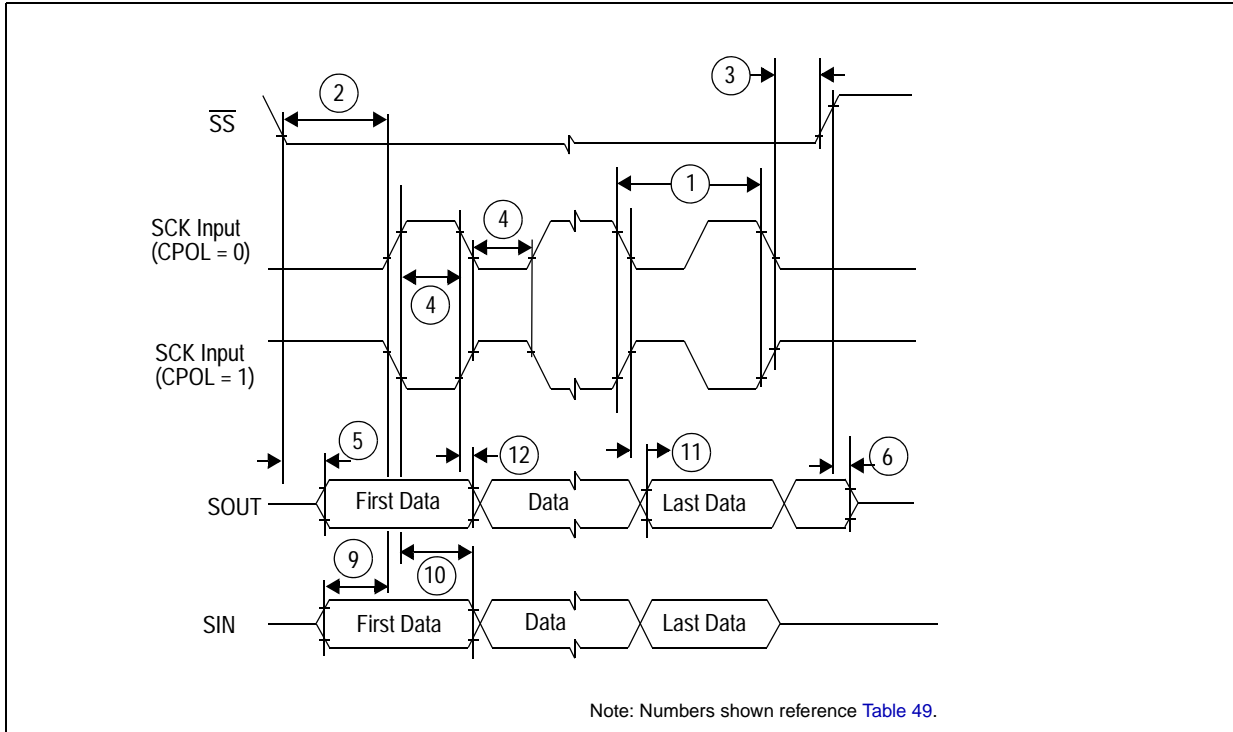 3
2
SS
1
SCK Input
(CPOL = 0)
4
4
SCK Input
(CPOL = 1)
5
12
11
6
SOUT
First Data
Data
Last Data
9
10
SIN
First Data
Data
Last Data
Note: Numbers shown reference Table 49.